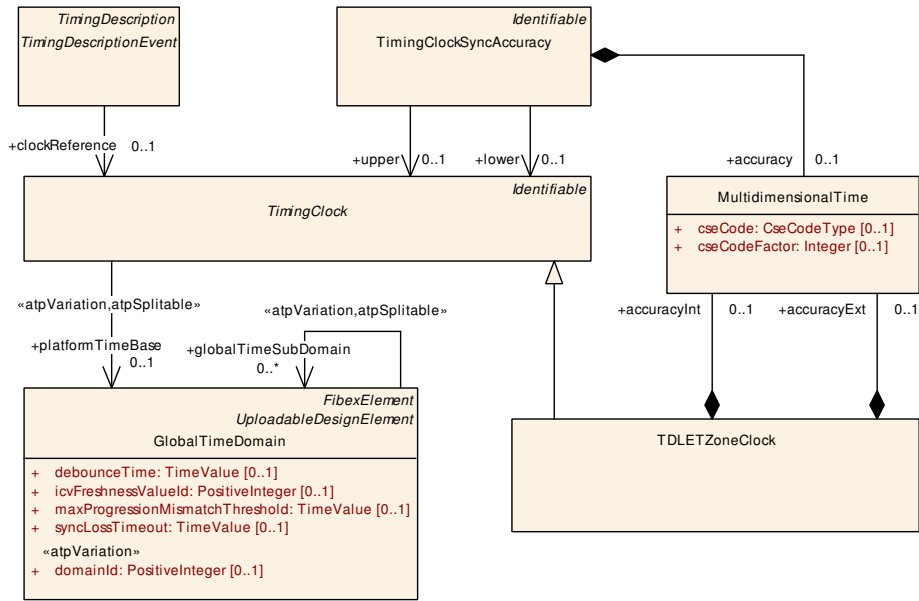 TimingDescription
TimingDescriptionEvent
Identifiable
TimingClockSyncAccuracy
+clockReference 0..1
+upper 0..1
+lower 0..1
+accuracy 0..1
Identifiable
TimingClock
MultidimensionalTime
+ cseCode: CseCodeType [0..1]
+ cseCodeFactor: Integer [0..1]
«atpVariation,atpSplitable»
+platformTimeBase
0..1
«atpVariation,atpSplitable»
+globalTimeSubDomain
0..*
+accuracyInt 0..1
+accuracyExt 0..1
FibexElement
UploadableDesignElement
GlobalTimeDomain
+ debounceTime: TimeValue [0..1]
+ icvFreshnessValueId: PositiveInteger [0..1]
+ maxProgressionMismatchThreshold: TimeValue [0..1]
+ syncLossTimeout: TimeValue [0..1]
«atpVariation»
+ domainId: PositiveInteger [0..1]
TDLETZoneClock